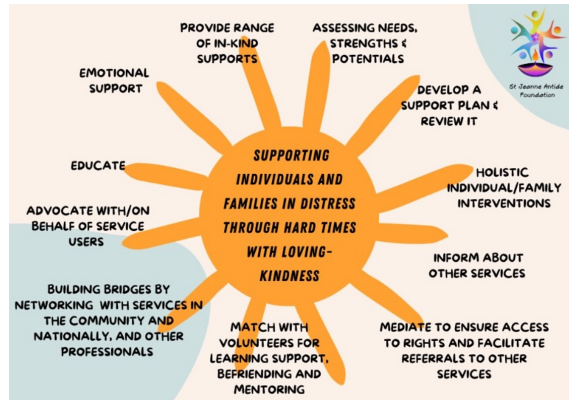 PROVIDE RANGE
OF IN-KIND
SUPPORTS
ASSESSING NEEDS,
STRENGTHS &
POTENTIALS
St Jeanne Antide
Foundation
EMOTIONAL
SUPPORT
DEVELOP A
SUPPORT PLAN &
REVIEW IT
SUPPORTING
INDIVIDUALS AND
FAMILIES IN DISTRESS
THROUGH HARD TIMES
WITH LOVING-
KINDNESS
EDUCATE
HOLISTIC
INDIVIDUAL/FAMILY
INTERVENTIONS
ADVOCATE WITH/ON
BEHALF OF SERVICE
USERS
INFORM ABOUT
OTHER SERVICES
BUILDING BRIDGES BY
NETWORKING WITH SERVICES IN
THE COMMUNITY AND
NATIONALLY, AND OTHER
PROFESSIONALS
MATCH WITH
VOLUNTEERS FOR
LEARNING SUPPORT,
BEFRIENDING AND
MENTORING
MEDIATE TO ENSURE ACCESS
TO RIGHTS AND FACILITATE
REFERRALS TO OTHER
SERVICES